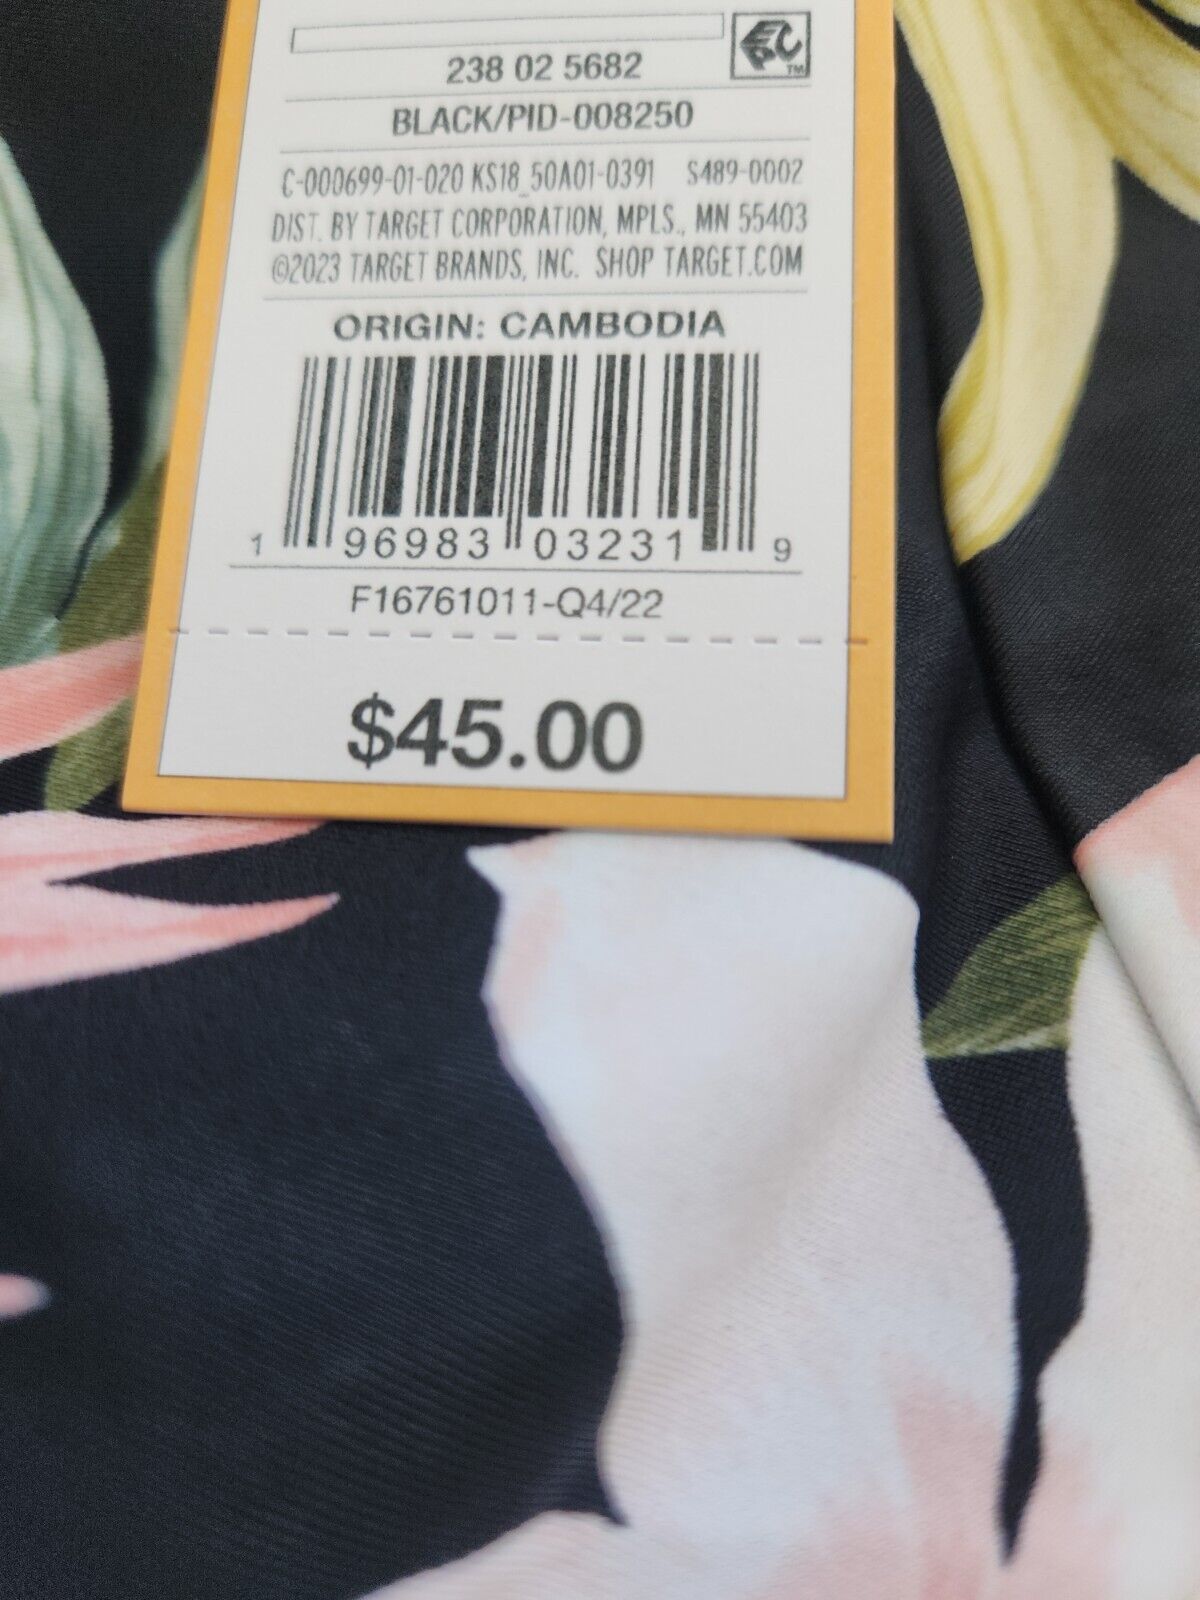 EPC TM
238 02 5682
BLACK/PID-008250
C-000699-01-020 KS18_50A01-0391 S489-0002
DIST. BY TARGET CORPORATION, MPLS., MN 55403
©2023 TARGET BRANDS, INC. SHOP TARGET.COM
ORIGIN: CAMBODIA
1 96983 03231 9
F16761011-Q4/22
$45.00